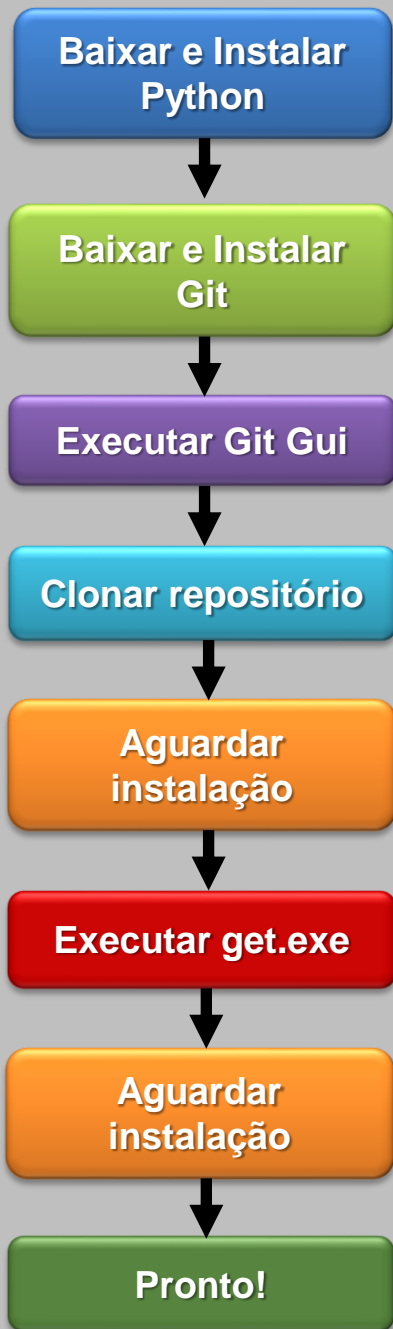 Baixar e Instalar
Python
Baixar e Instalar
Git
Executar Git Gui
Clonar repositório
Aguardar
instalação
Executar get.exe
Aguardar
instalação
Pronto!